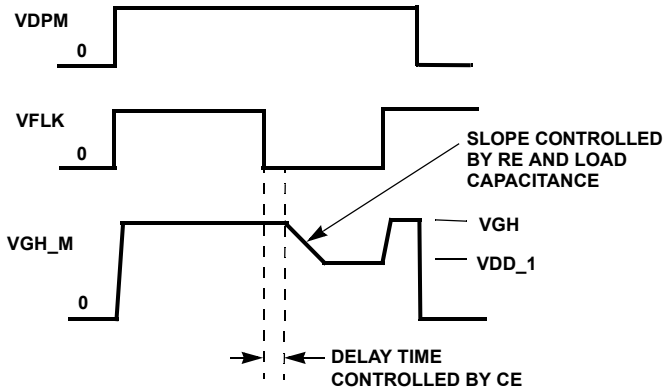 VDPM
0
VFLK
0
SLOPE CONTROLLED
BY RE AND LOAD
CAPACITANCE
VGH_M
VGH
VDD_1
0
DELAY TIME
CONTROLLED BY CE